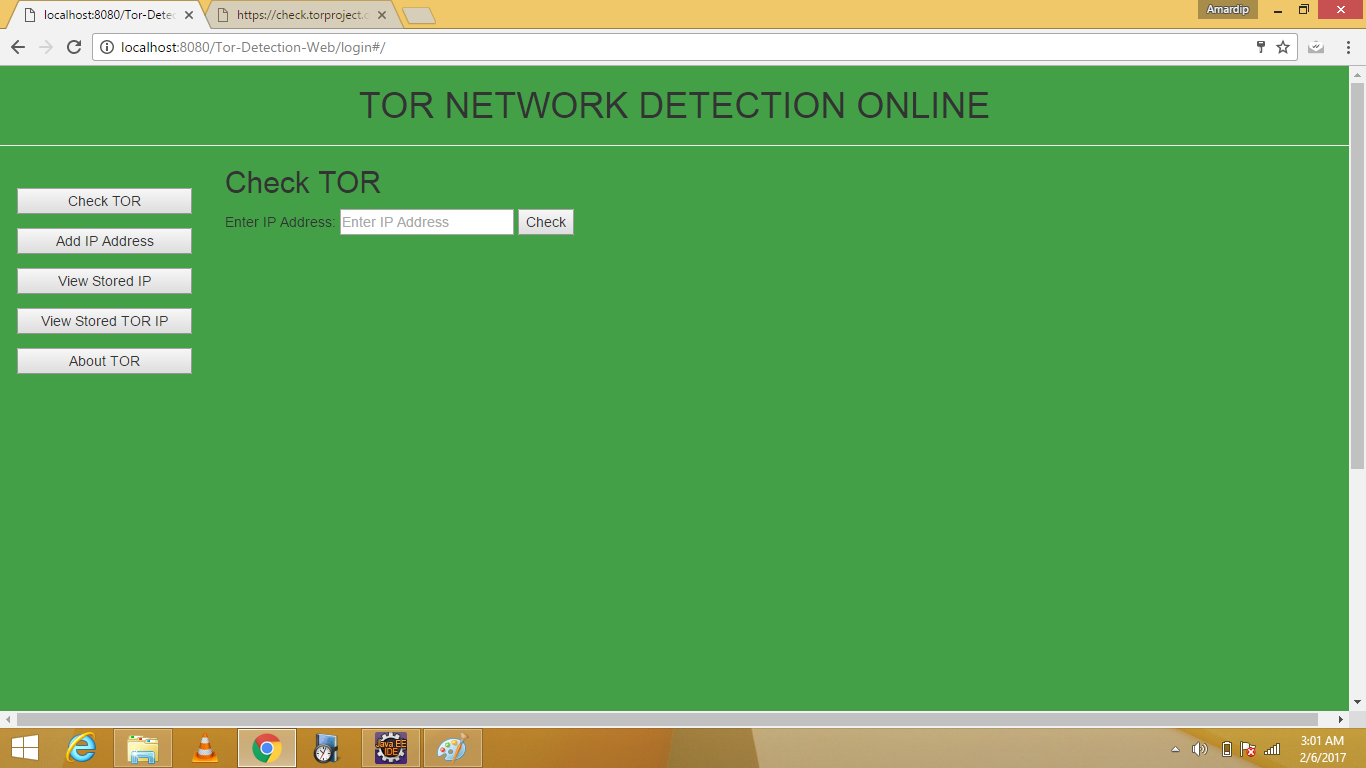 localhost:8080/Tor-Detec
https://check.torproject.o
Amardip
localhost:8080/Tor-Detection-Web/login#/
TOR NETWORK DETECTION ONLINE
Check TOR
Add IP Address
View Stored IP
View Stored TOR IP
About TOR
Check TOR
Enter IP Address: Enter IP Address Check
Java EE
IDE
3:01 AM
2/6/2017